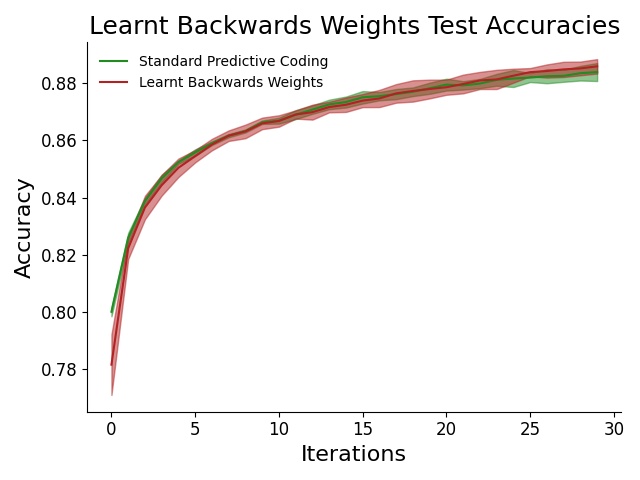 Learnt Backwards Weights Test Accuracies
Standard Predictive Coding
Learnt Backwards Weights
0.88
0.86
0.84
0.82
0.80
0.78
Accuracy
0 5 10 15 20 25 30
Iterations